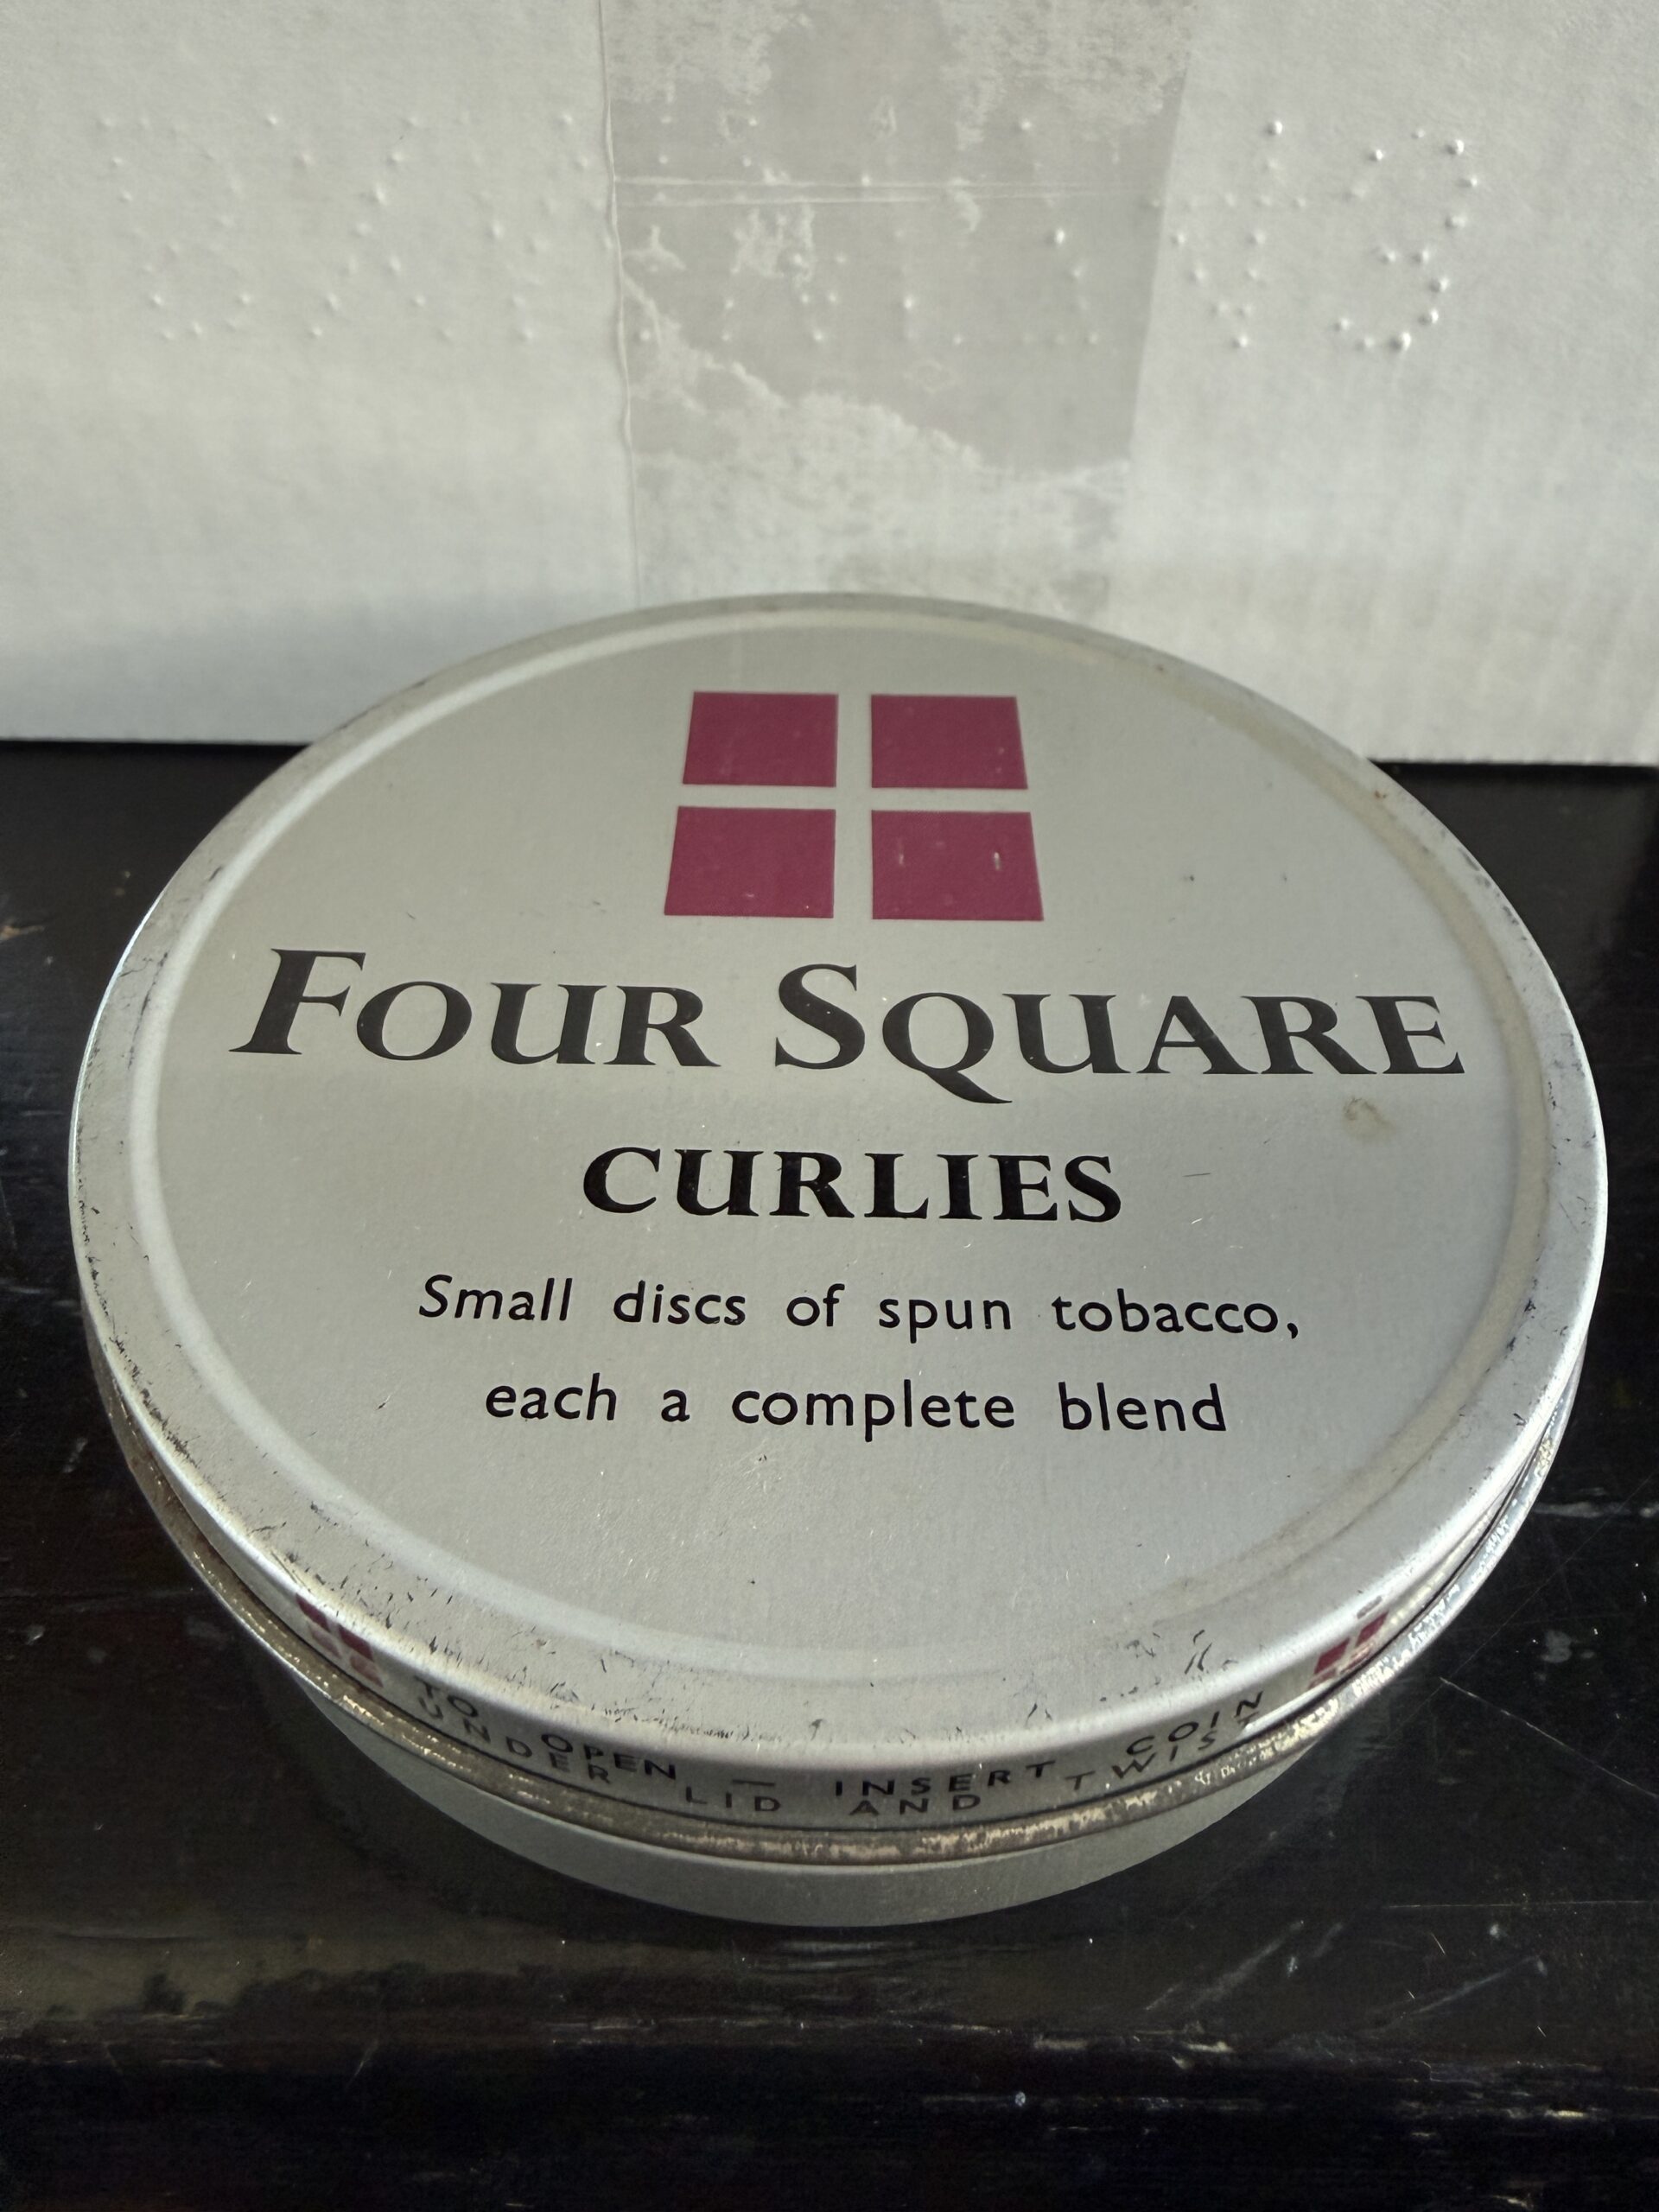 FOUR SQUARE
CURLIES
Small discs of spun tobacco,
each a complete blend
TO OPEN — INSERT COIN
UNDER LID AND TWIST